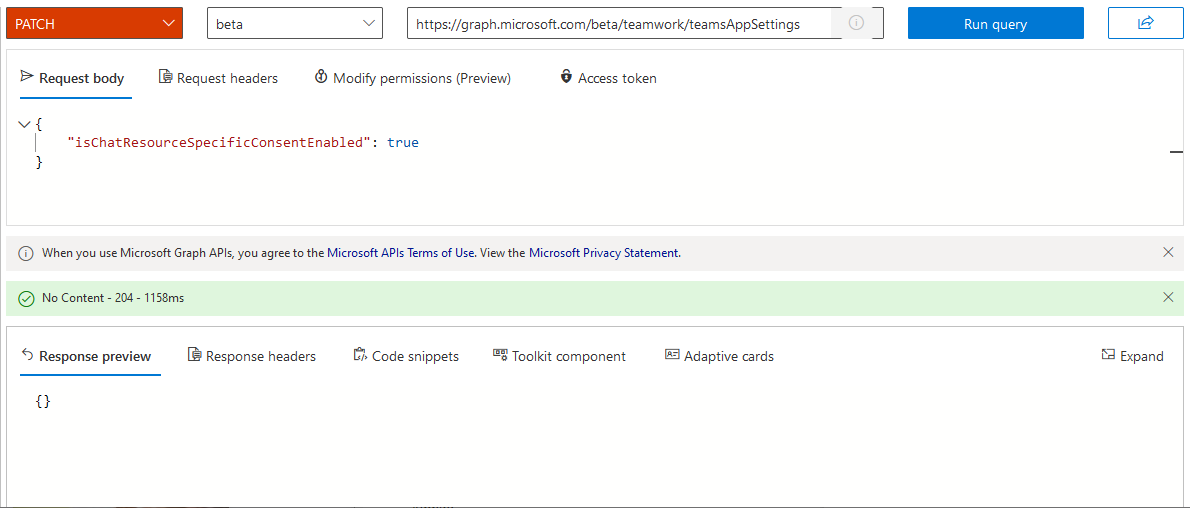 PATCH beta https://graph.microsoft.com/beta/teamwork/teamsAppSettings Run query
Request body Request headers Modify permissions (Preview) Access token
{
"isChatResourceSpecificConsentEnabled": true
}
When you use Microsoft Graph APIs, you agree to the Microsoft APIs Terms of Use. View the Microsoft Privacy Statement.
No Content - 204 - 1158ms
Response preview Response headers Code snippets Toolkit component Adaptive cards Expand
{}